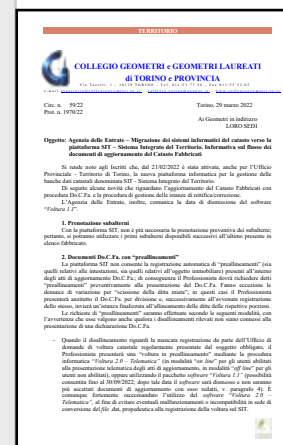 TERRITORIO
COLLEGIO GEOMETRI e GEOMETRI LAUREATI
di TORINO e PROVINCIA
Circ. n. 59/22
Torino, 29 marzo 2022
Prot. n. 1970/22
Ai Geometri in indirizzo
LORO SEDI
Oggetto: Agenzia delle Entrate – Migrazione dei sistemi informatici del catasto verso la
piattaforma SIT – Sistema Integrato del Territorio. Informativa sul flusso dei
documenti di aggiornamento del Catasto Fabbricati
Si rende noto agli Iscritti che, dal 21/02/2022 è stata attivata, anche per l'Ufficio
Provinciale – Territorio di Torino, la nuova piattaforma informatica per la gestione delle
banche dati catastali denominata SIT – Sistema Integrato del Territorio.
Di seguito alcune novità che riguardano l'aggiornamento del Catasto Fabbricati con
procedura Do.C.Fa. e la procedura di gestione delle istanze di rettifica/correzione.
L'Agenzia delle Entrate, inoltre, comunica la data di dismissione del software
"Voltura 1.1".
1. Prenotazione subalterni
Con la piattaforma SIT, non è più necessaria la prenotazione preventiva dei subalterni;
pertanto, si potranno utilizzare i primi subalterni disponibili successivi all'ultimo presente in
elenco fabbricato.
2. Documenti Do.C.Fa. con "preallineamenti"
La piattaforma SIT non consente la registrazione automatica di "preallineamenti" (sia
quelli relativi alle intestazioni, sia quelli relativi all'oggetto immobiliare) presenti all'interno
degli atti di aggiornamento Do.C.Fa.; di conseguenza il Professionista dovrà richiedere detti
"preallineamenti" preventivamente alla presentazione del Do.C.Fa. Fanno eccezione le
denunce di variazione per "scissione della ditta mista"; in questi casi il Professionista
presenterà anzitutto il Do.C.Fa. per divisione e, successivamente all'avvenuta registrazione
dello stesso, invierà un'istanza finalizzata all'allineamento delle ditte delle rispettive porzioni.
Le richieste di "preallineamenti" saranno effettuate secondo le seguenti modalità, con
l'avvertenza che esse valgono anche qualora i disallineamenti rilevati non siano connessi alla
presentazione di una dichiarazione Do.C.Fa.
- Quando il disallineamento riguardi la mancata registrazione da parte dell'Ufficio di
domande di voltura catastale regolarmente presentate dal soggetto obbligato, il
Professionista presenterà una "voltura in preallineamento" mediante la procedura
informatica "Voltura 2.0 – Telematica" (in modalità "on line" per gli utenti abilitati
alla presentazione telematica degli atti di aggiornamento, in modalità "off line" per gli
utenti non abilitati), oppure utilizzando il pacchetto software "Voltura 1.1" (possibilità
consentita fino al 30/09/2022; dopo tale data il software sarà dismesso e non saranno
più accettati documenti di aggiornamento con esso redatti, v. paragrafo 4). È
comunque fortemente raccomandato l'utilizzo del software "Voltura 2.0 –
Telematica", al fine di evitare eventuali malfunzionamenti o incompatibilità in sede di
conversione del file .dat, propedeutica alla registrazione della voltura sul SIT.